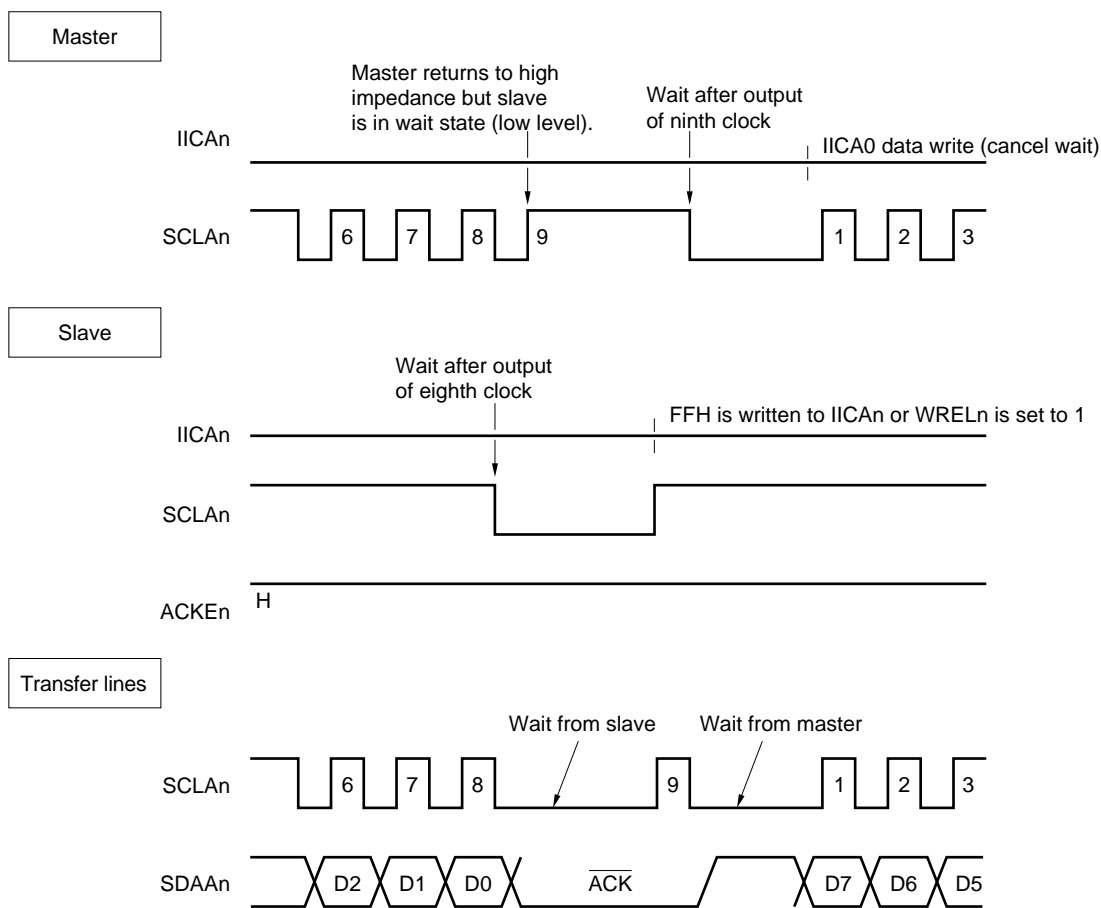 Master
Master returns to high
impedance but slave
is in wait state (low level).
Wait after output
of ninth clock
IICAn
IICA0 data write (cancel wait)
SCLAn
6 7 8 9 1 2 3
Slave
Wait after output
of eighth clock
IICAn
FFH is written to IICAn or WRELn is set to 1
SCLAn
ACKEn
H
Transfer lines
Wait from slave Wait from master
SCLAn
6 7 8 9 1 2 3
SDAAn
D2 D1 D0 A̅C̅K̅ D7 D6 D5